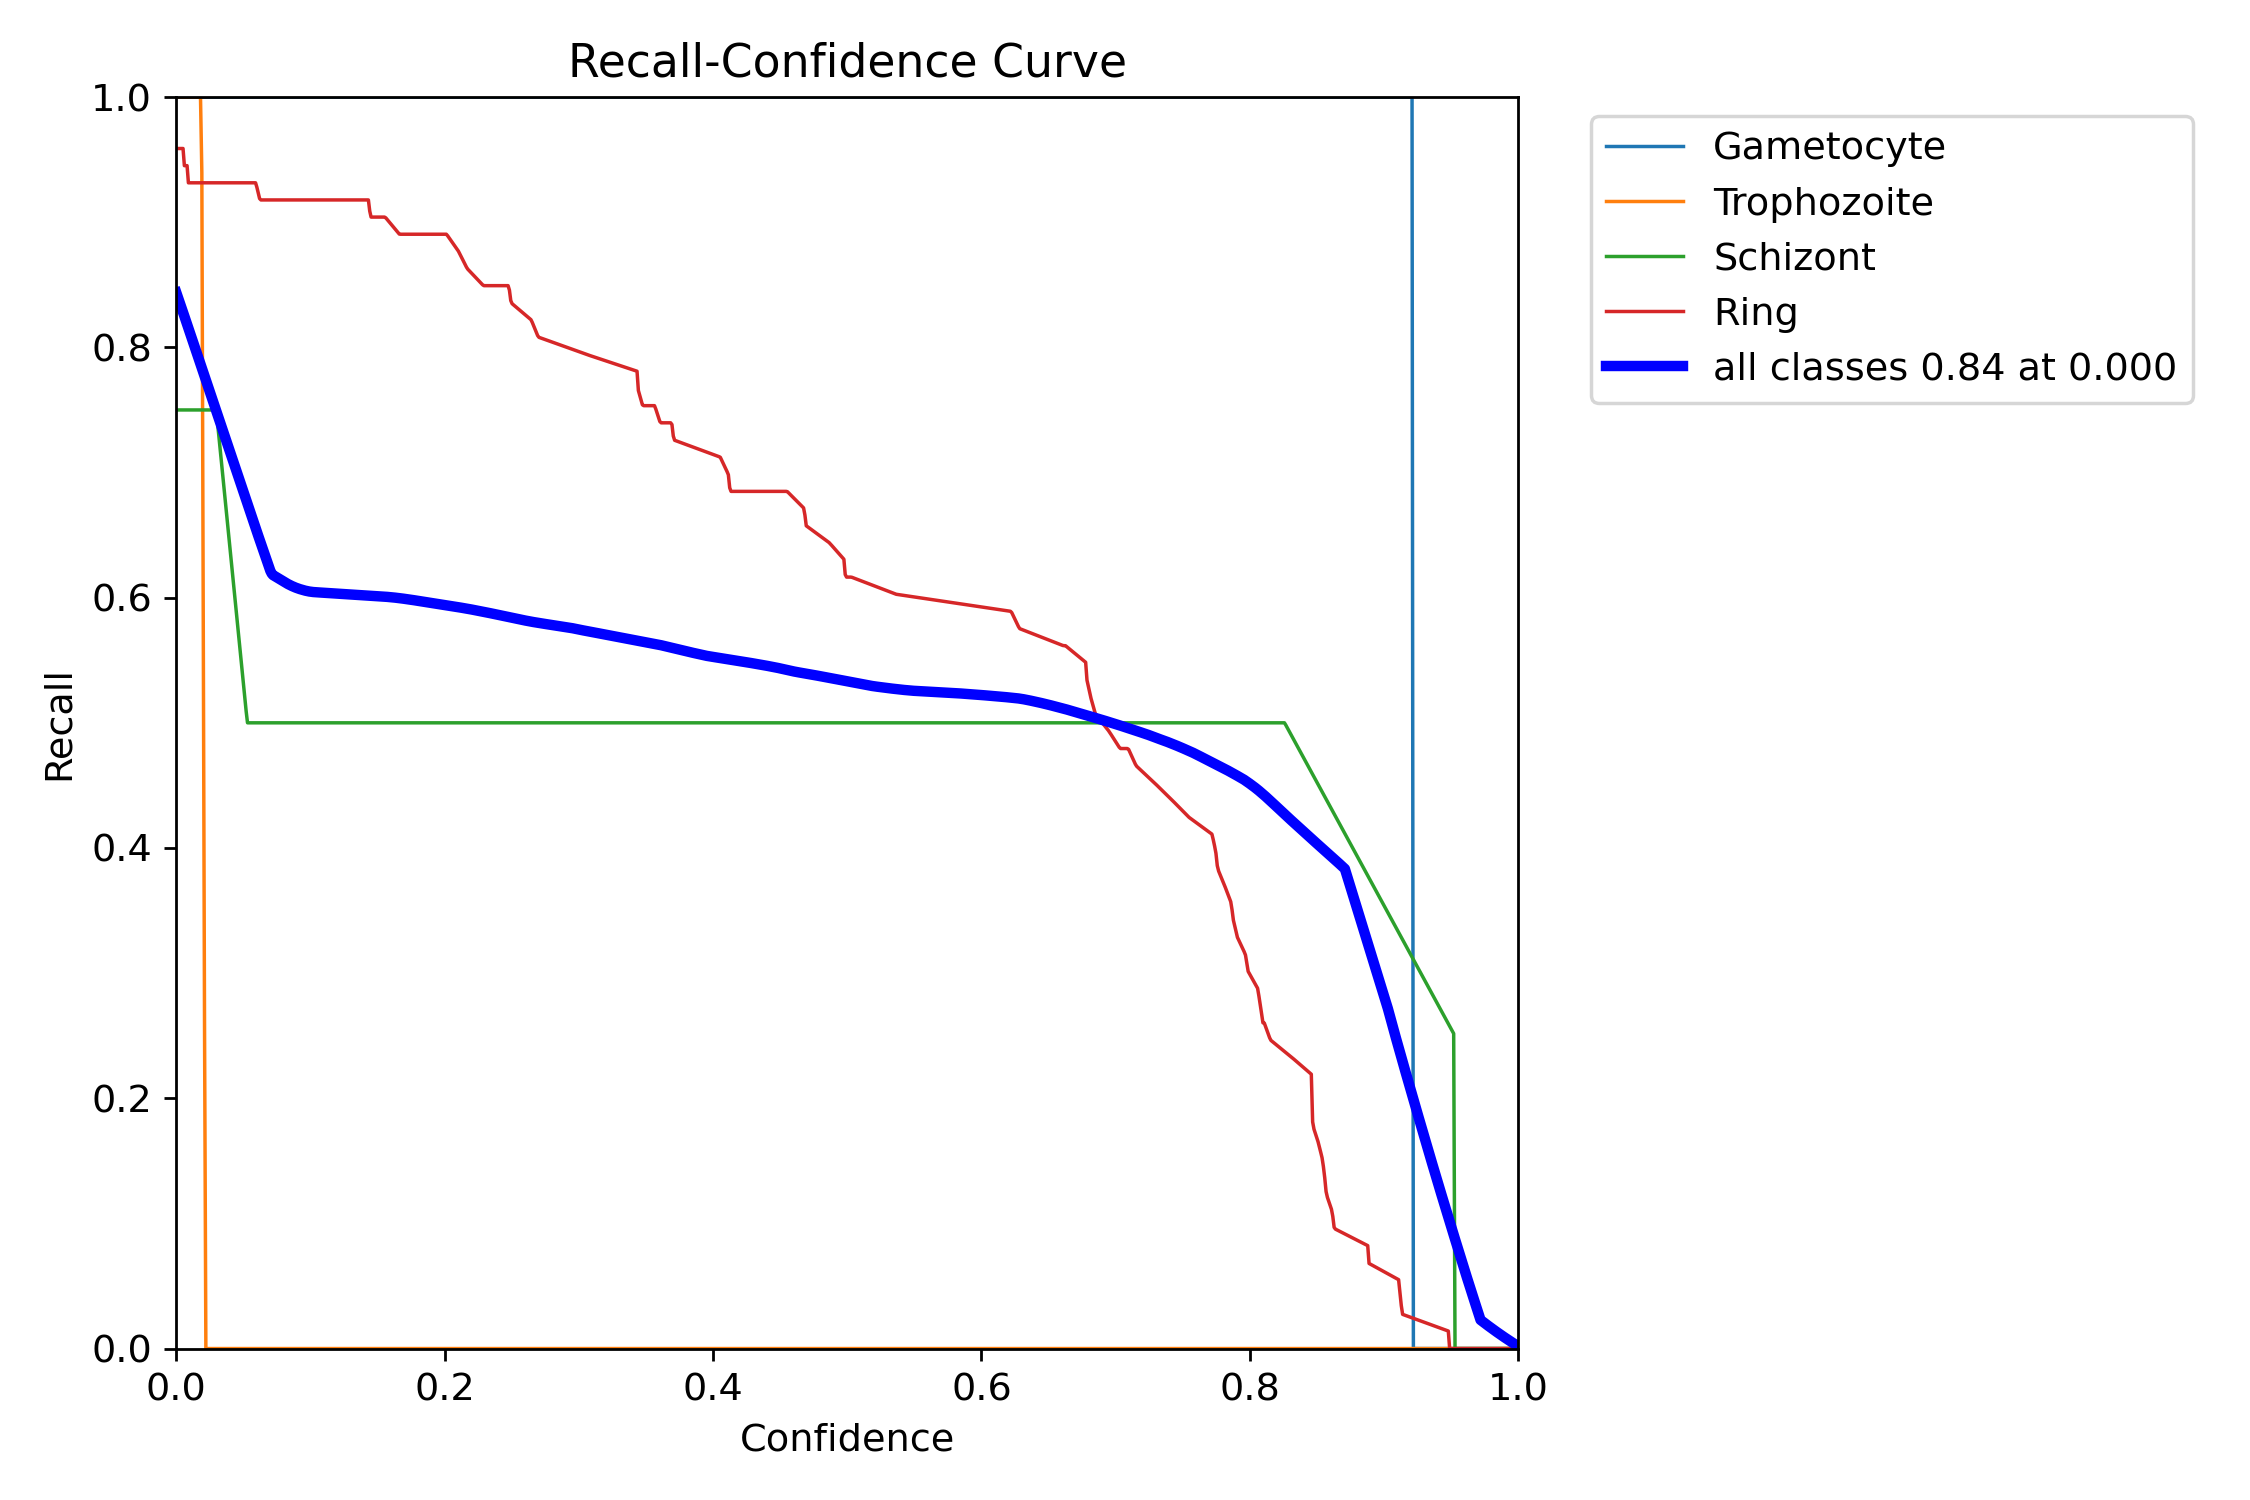 Recall-Confidence Curve
1.0
0.8
0.6
0.4
0.2
0.0
Recall
0.0 0.2 0.4 0.6 0.8 1.0
Confidence
Gametocyte
Trophozoite
Schizont
Ring
all classes 0.84 at 0.000